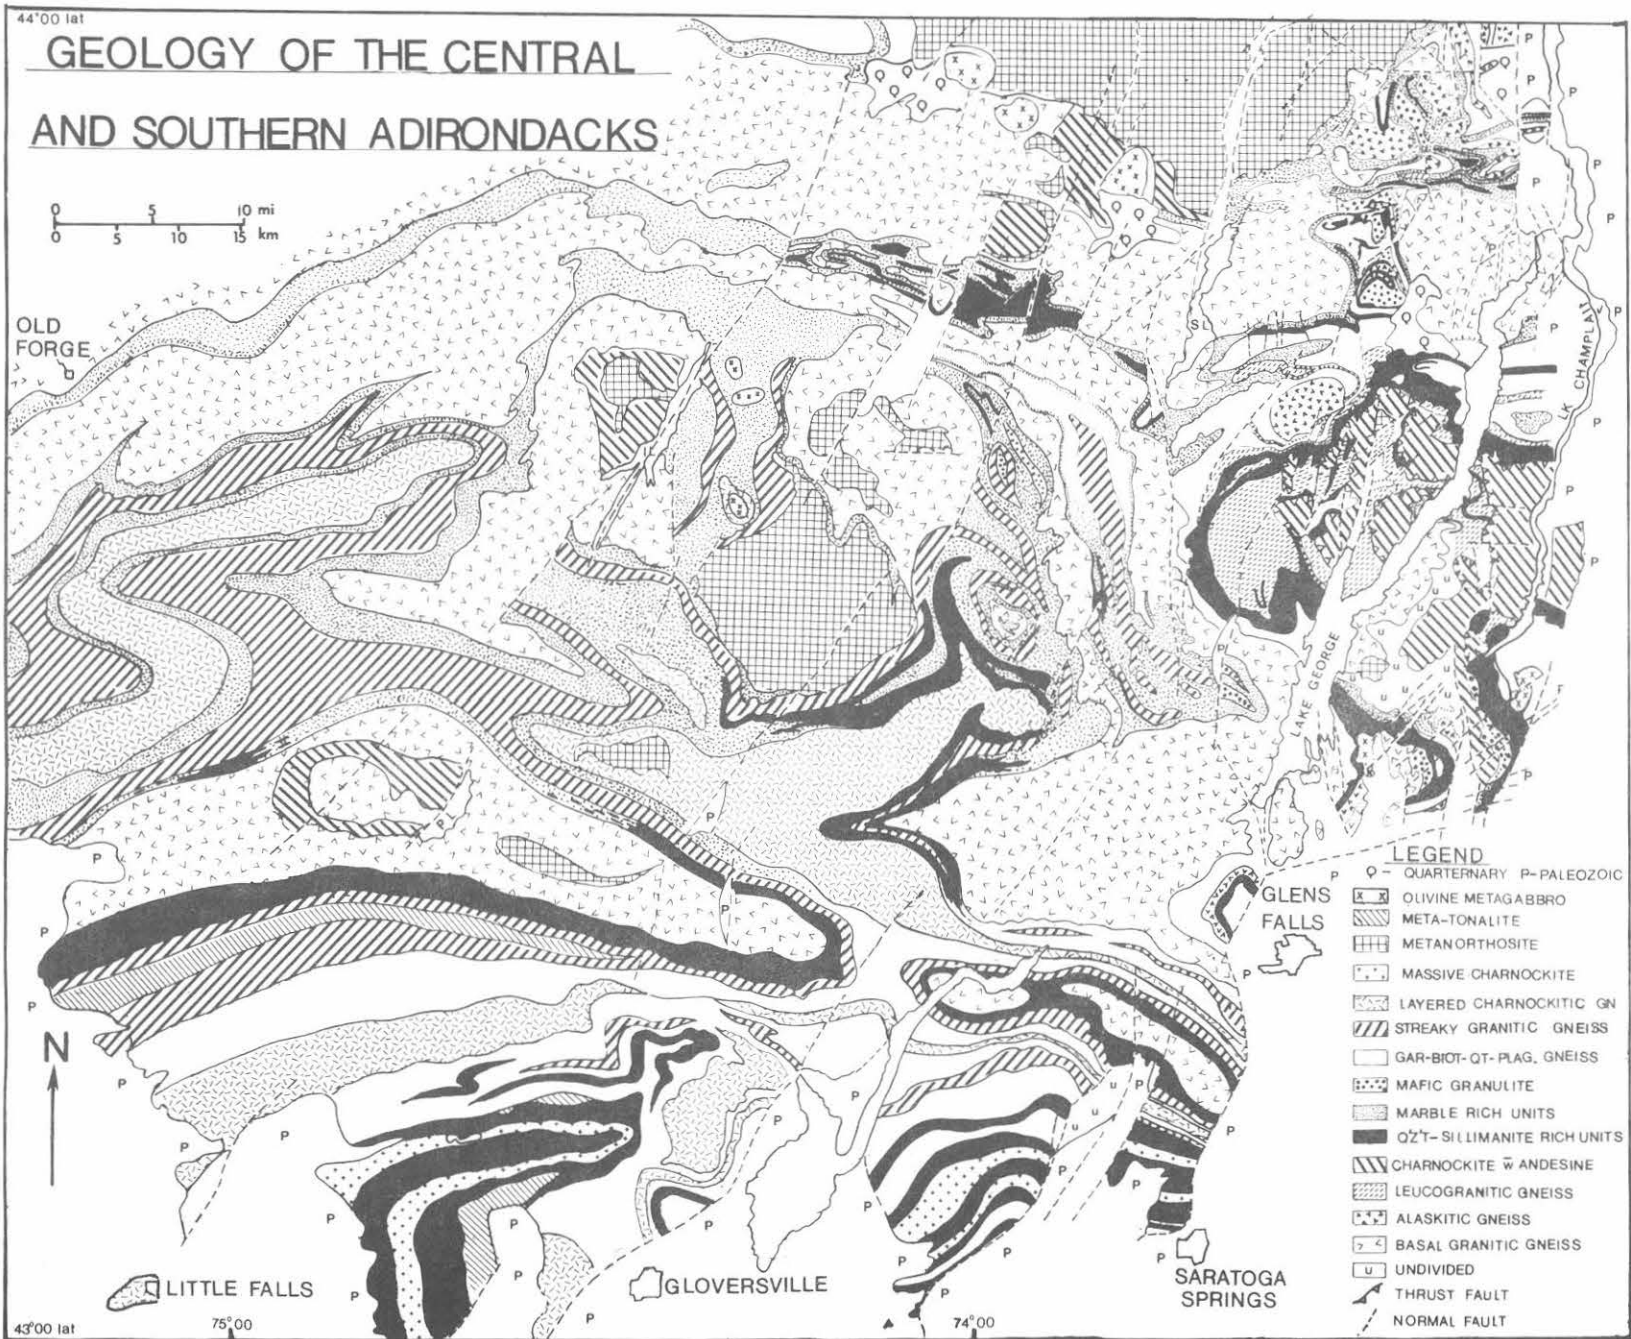 44°00 lat
GEOLOGY OF THE CENTRAL
AND SOUTHERN ADIRONDACKS
0 5 10 mi
0 5 10 15 km
OLD
FORGE
SL
LK CHAMPLAIN
LAKE GEORGE
GLENS
FALLS
N
LITTLE FALLS
GLOVERSVILLE
SARATOGA
SPRINGS
43°00 lat
75°00
74°00
LEGEND
Q - QUARTERNARY P-PALEOZOIC
X X OLIVINE METAGABBRO
META-TONALITE
METANORTHOSITE
MASSIVE CHARNOCKITE
LAYERED CHARNOCKITIC GN
STREAKY GRANITIC GNEISS
GAR-BIOT-QT-PLAG. GNEISS
MAFIC GRANULITE
MARBLE RICH UNITS
QZ'T-SILLIMANITE RICH UNITS
CHARNOCKITE w̄ ANDESINE
LEUCOGRANITIC GNEISS
ALASKITIC GNEISS
BASAL GRANITIC GNEISS
U UNDIVIDED
THRUST FAULT
NORMAL FAULT